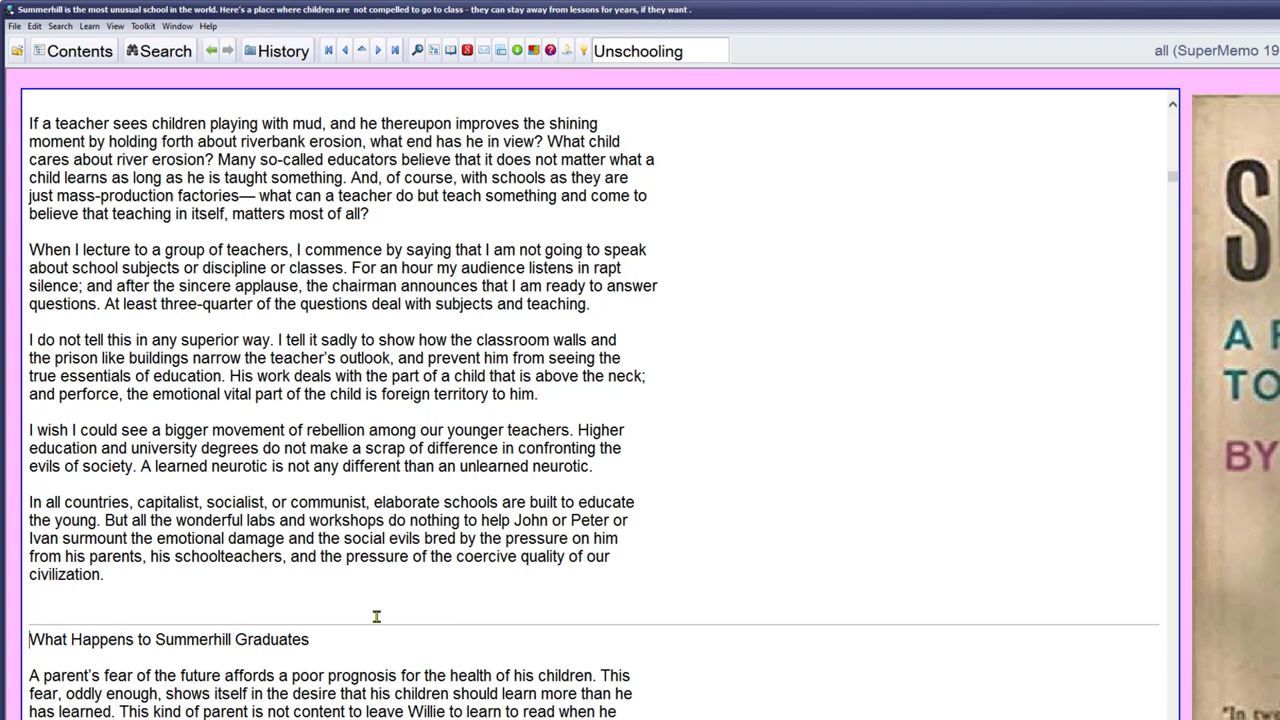 Summerhill is the most unusual school in the world. Here's a place where children are not compelled to go to class - they can stay away from lessons for years, if they want .
File Edit Search Learn View Toolkit Window Help
Contents Search History Unschooling all (SuperMemo 19
If a teacher sees children playing with mud, and he thereupon improves the shining
moment by holding forth about riverbank erosion, what end has he in view? What child
cares about river erosion? Many so-called educators believe that it does not matter what a
child learns as long as he is taught something. And, of course, with schools as they are
just mass-production factories— what can a teacher do but teach something and come to
believe that teaching in itself, matters most of all?
When I lecture to a group of teachers, I commence by saying that I am not going to speak
about school subjects or discipline or classes. For an hour my audience listens in rapt
silence; and after the sincere applause, the chairman announces that I am ready to answer
questions. At least three-quarter of the questions deal with subjects and teaching.
I do not tell this in any superior way. I tell it sadly to show how the classroom walls and
the prison like buildings narrow the teacher's outlook, and prevent him from seeing the
true essentials of education. His work deals with the part of a child that is above the neck;
and perforce, the emotional vital part of the child is foreign territory to him.
I wish I could see a bigger movement of rebellion among our younger teachers. Higher
education and university degrees do not make a scrap of difference in confronting the
evils of society. A learned neurotic is not any different than an unlearned neurotic.
In all countries, capitalist, socialist, or communist, elaborate schools are built to educate
the young. But all the wonderful labs and workshops do nothing to help John or Peter or
Ivan surmount the emotional damage and the social evils bred by the pressure on him
from his parents, his schoolteachers, and the pressure of the coercive quality of our
civilization.
What Happens to Summerhill Graduates
A parent's fear of the future affords a poor prognosis for the health of his children. This
fear, oddly enough, shows itself in the desire that his children should learn more than he
has learned. This kind of parent is not content to leave Willie to learn to read when he
S
A
TO
BY